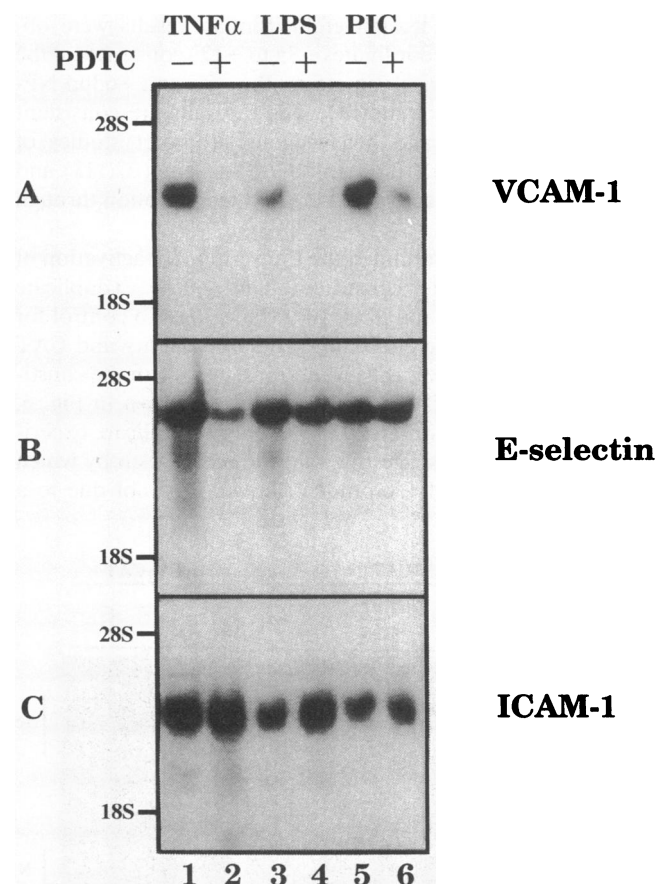 TNFα LPS PIC
PDTC − + − + − +
28S
A VCAM-1
18S
28S
B E-selectin
18S
28S
C ICAM-1
18S
1 2 3 4 5 6